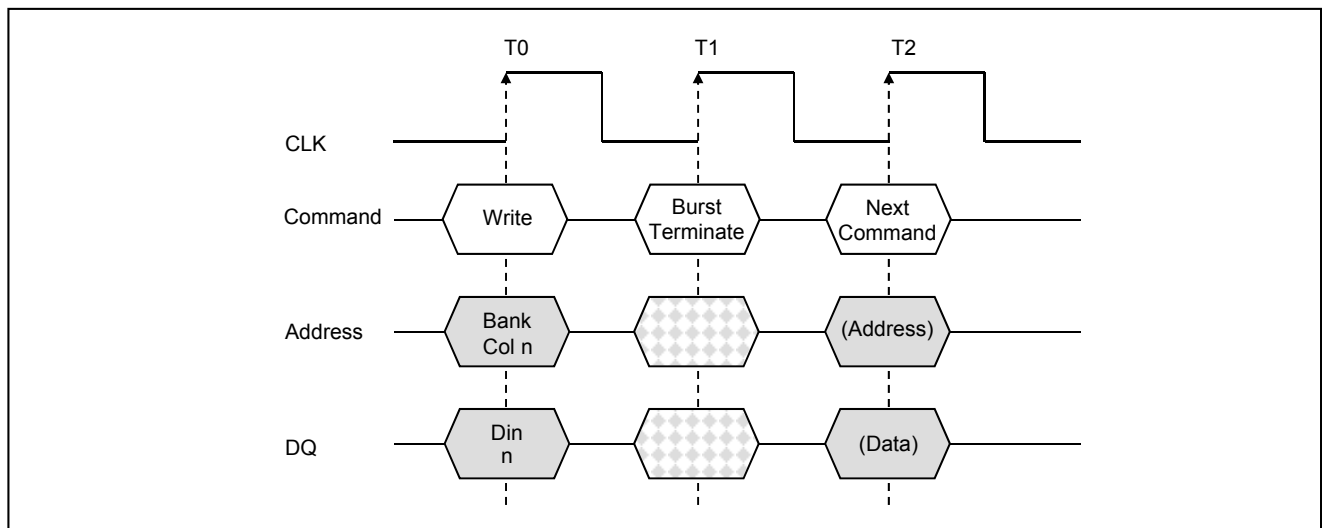 T0 T1 T2
CLK
Command Write Burst Terminate Next Command
Address Bank Col n (Address)
DQ Din n (Data)